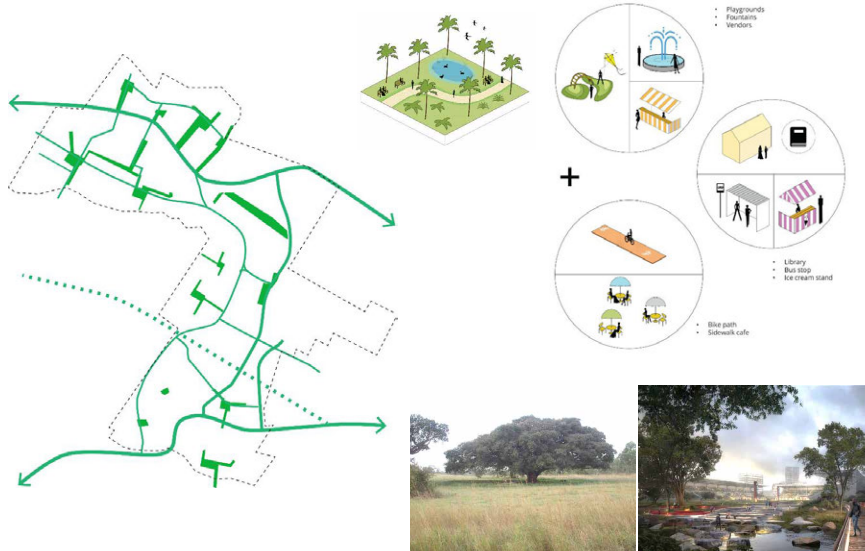 Playgrounds
Fountains
Vendors
+
Library
Bus stop
Ice cream stand
Bike path
Sidewalk cafe